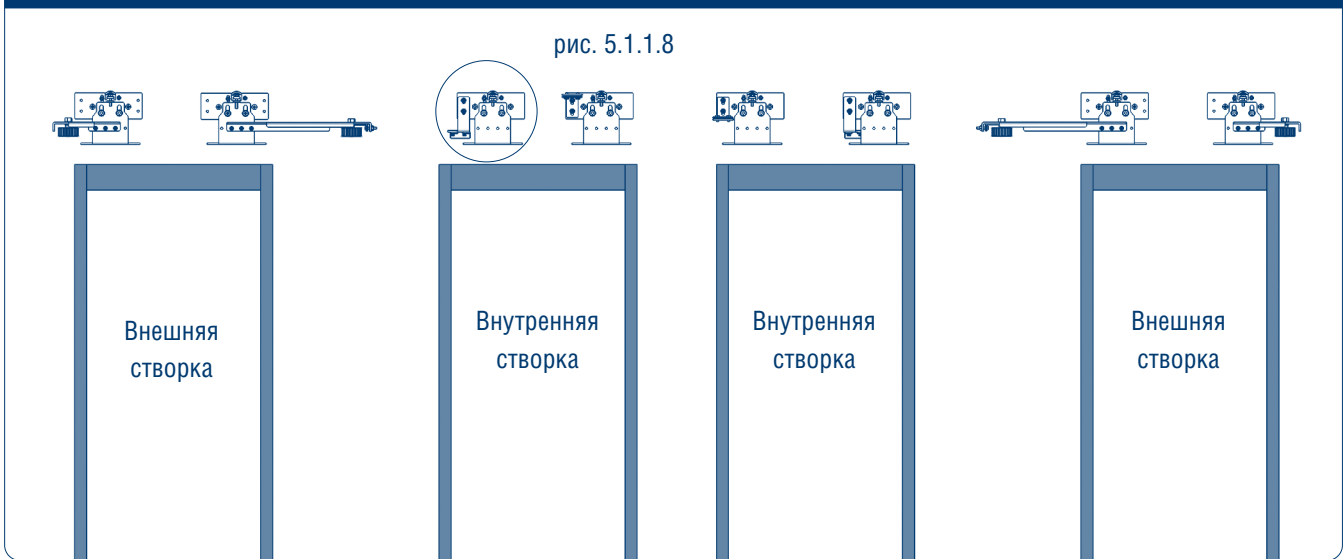 рис. 5.1.1.8
Внешняя
створка
Внутренняя
створка
Внутренняя
створка
Внешняя
створка